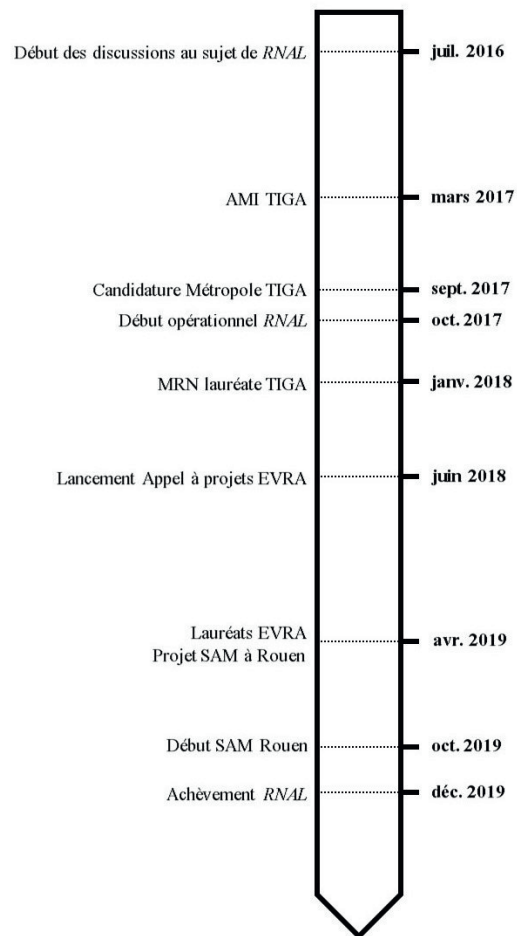 Début des discussions au sujet de RNAL juil. 2016
AMI TIGA mars 2017
Candidature Métropole TIGA sept. 2017
Début opérationnel RNAL oct. 2017
MRN lauréate TIGA janv. 2018
Lancement Appel à projets EVRA juin 2018
Lauréats EVRA
Projet SAM à Rouen avr. 2019
Début SAM Rouen oct. 2019
Achèvement RNAL déc. 2019